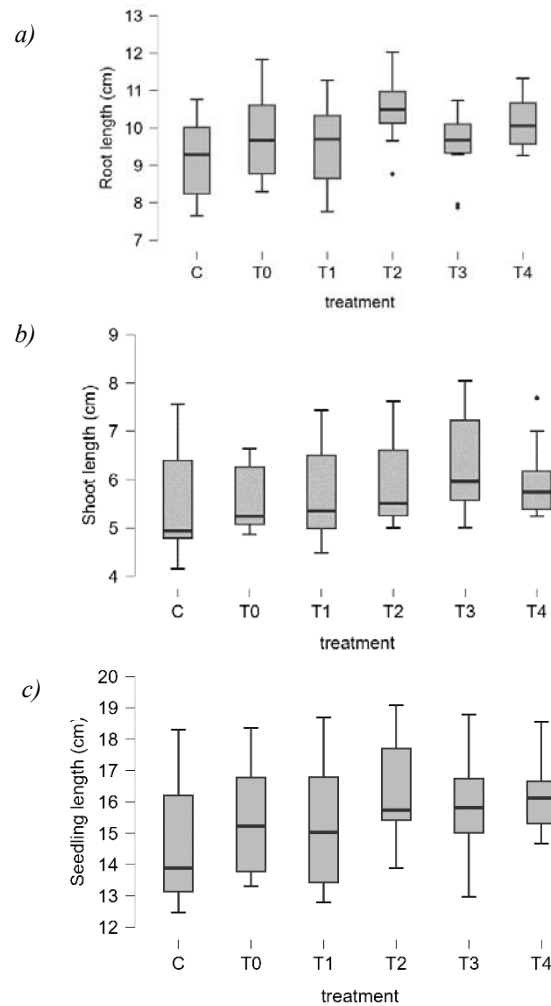 a)
13
12
11
10
9
8
7
Root length (cm)
C T0 T1 T2 T3 T4
treatment
b)
9
8
7
6
5
4
Shoot length (cm)
C T0 T1 T2 T3 T4
treatment
c)
20
19
18
17
16
15
14
13
12
Seedling length (cm)
C T0 T1 T2 T3 T4
treatment